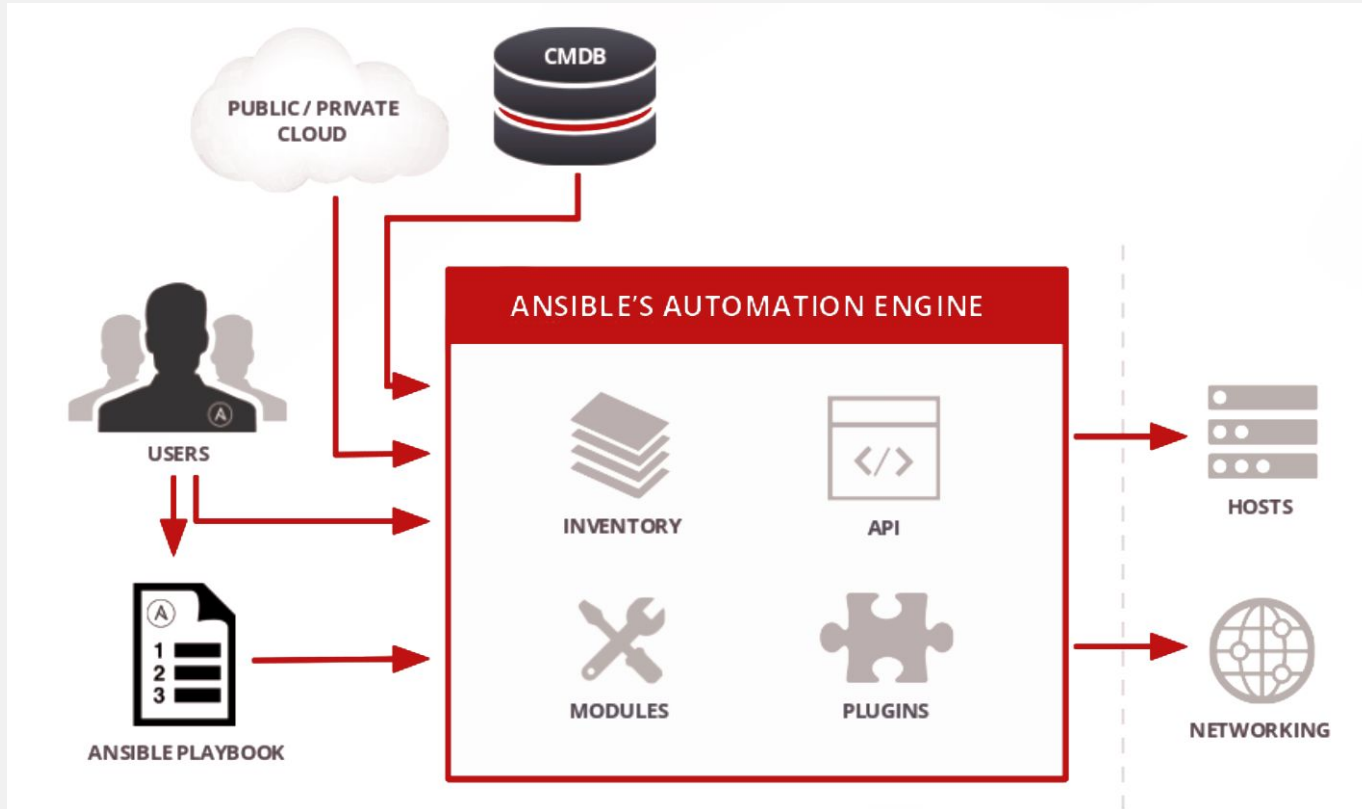 CMDB
PUBLIC / PRIVATE
CLOUD
ANSIBLE'S AUTOMATION ENGINE
USERS
INVENTORY
API
HOSTS
1
2
3
MODULES
PLUGINS
NETWORKING
ANSIBLE PLAYBOOK
A
A
</>